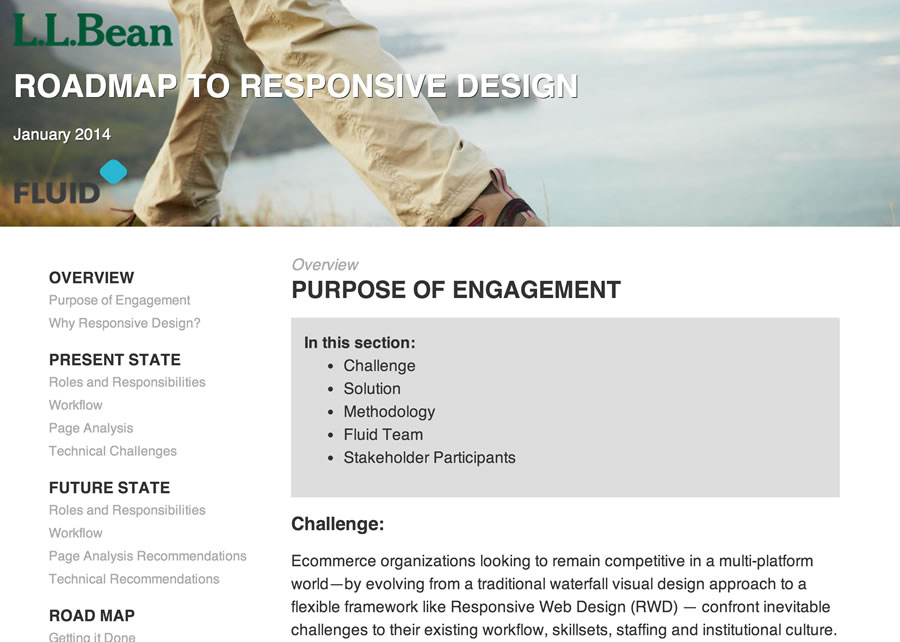 L.L.Bean
ROADMAP TO RESPONSIVE DESIGN
January 2014
FLUID
OVERVIEW
Purpose of Engagement
Why Responsive Design?
PRESENT STATE
Roles and Responsibilities
Workflow
Page Analysis
Technical Challenges
FUTURE STATE
Roles and Responsibilities
Workflow
Page Analysis Recommendations
Technical Recommendations
ROAD MAP
Getting it Done
Overview
PURPOSE OF ENGAGEMENT
In this section:
• Challenge
• Solution
• Methodology
• Fluid Team
• Stakeholder Participants
Challenge:
Ecommerce organizations looking to remain competitive in a multi-platform
world—by evolving from a traditional waterfall visual design approach to a
flexible framework like Responsive Web Design (RWD) — confront inevitable
challenges to their existing workflow, skillsets, staffing and institutional culture.